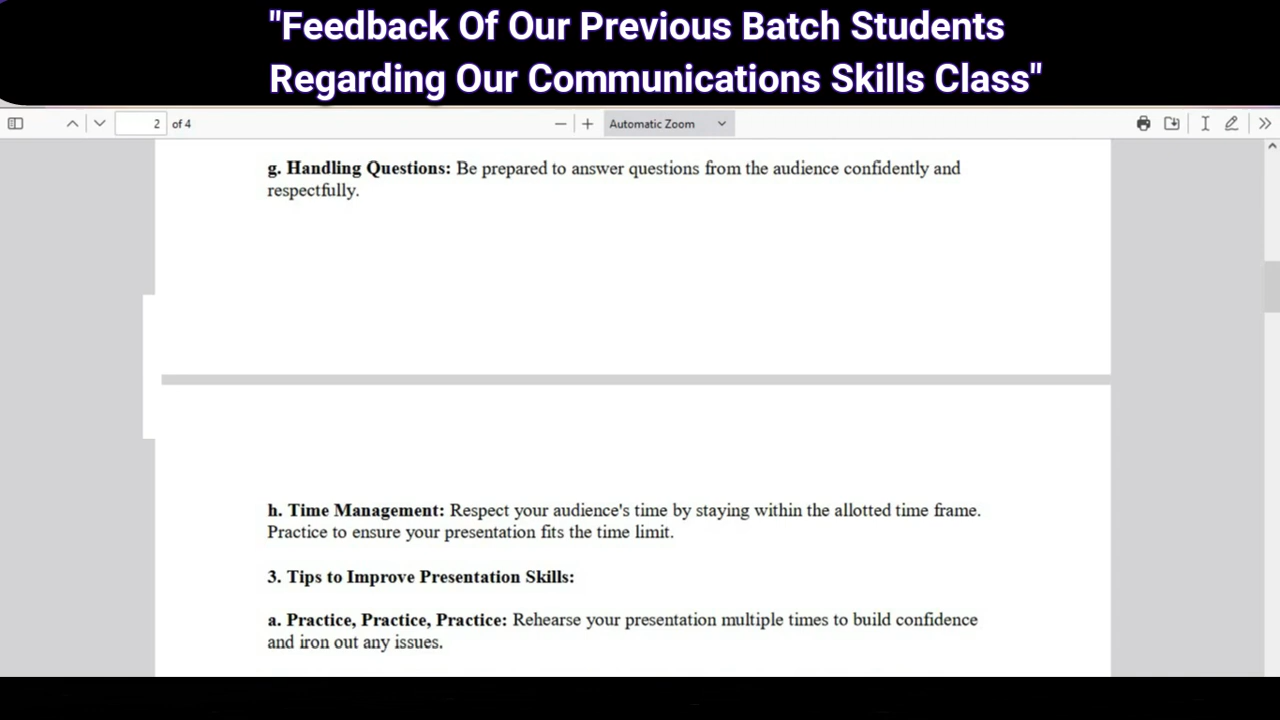 "Feedback Of Our Previous Batch Students
Regarding Our Communications Skills Class"
2 of 4
Automatic Zoom
g. Handling Questions: Be prepared to answer questions from the audience confidently and
respectfully.
h. Time Management: Respect your audience's time by staying within the allotted time frame.
Practice to ensure your presentation fits the time limit.
3. Tips to Improve Presentation Skills:
a. Practice, Practice, Practice: Rehearse your presentation multiple times to build confidence
and iron out any issues.